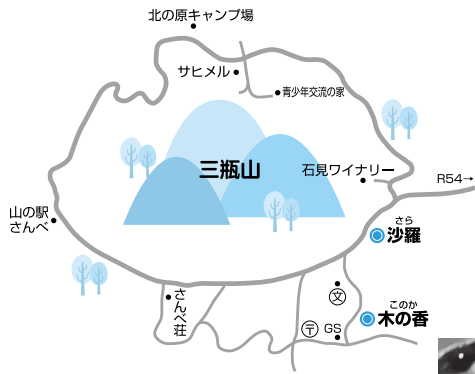 北の原キャンプ場
サヒメル
青少年交流の家
三瓶山
石見ワイナリー
R54→
山の駅
さんべ
さら
沙羅
さんべ荘
文
このか
木の香
〒
GS